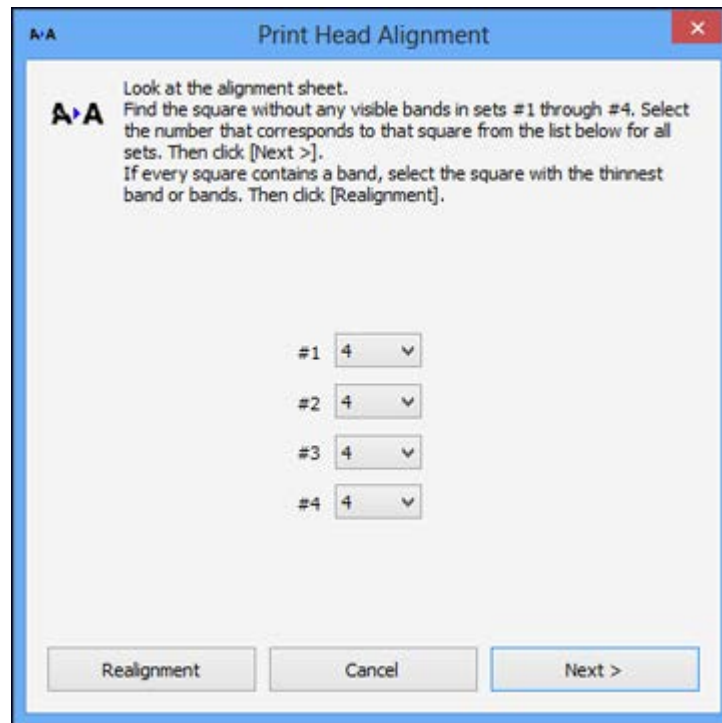 A▸A
Print Head Alignment
A▸A
Look at the alignment sheet.
Find the square without any visible bands in sets #1 through #4. Select
the number that corresponds to that square from the list below for all
sets. Then click [Next >].
If every square contains a band, select the square with the thinnest
band or bands. Then click [Realignment].
#1 4
#2 4
#3 4
#4 4
Realignment Cancel Next >